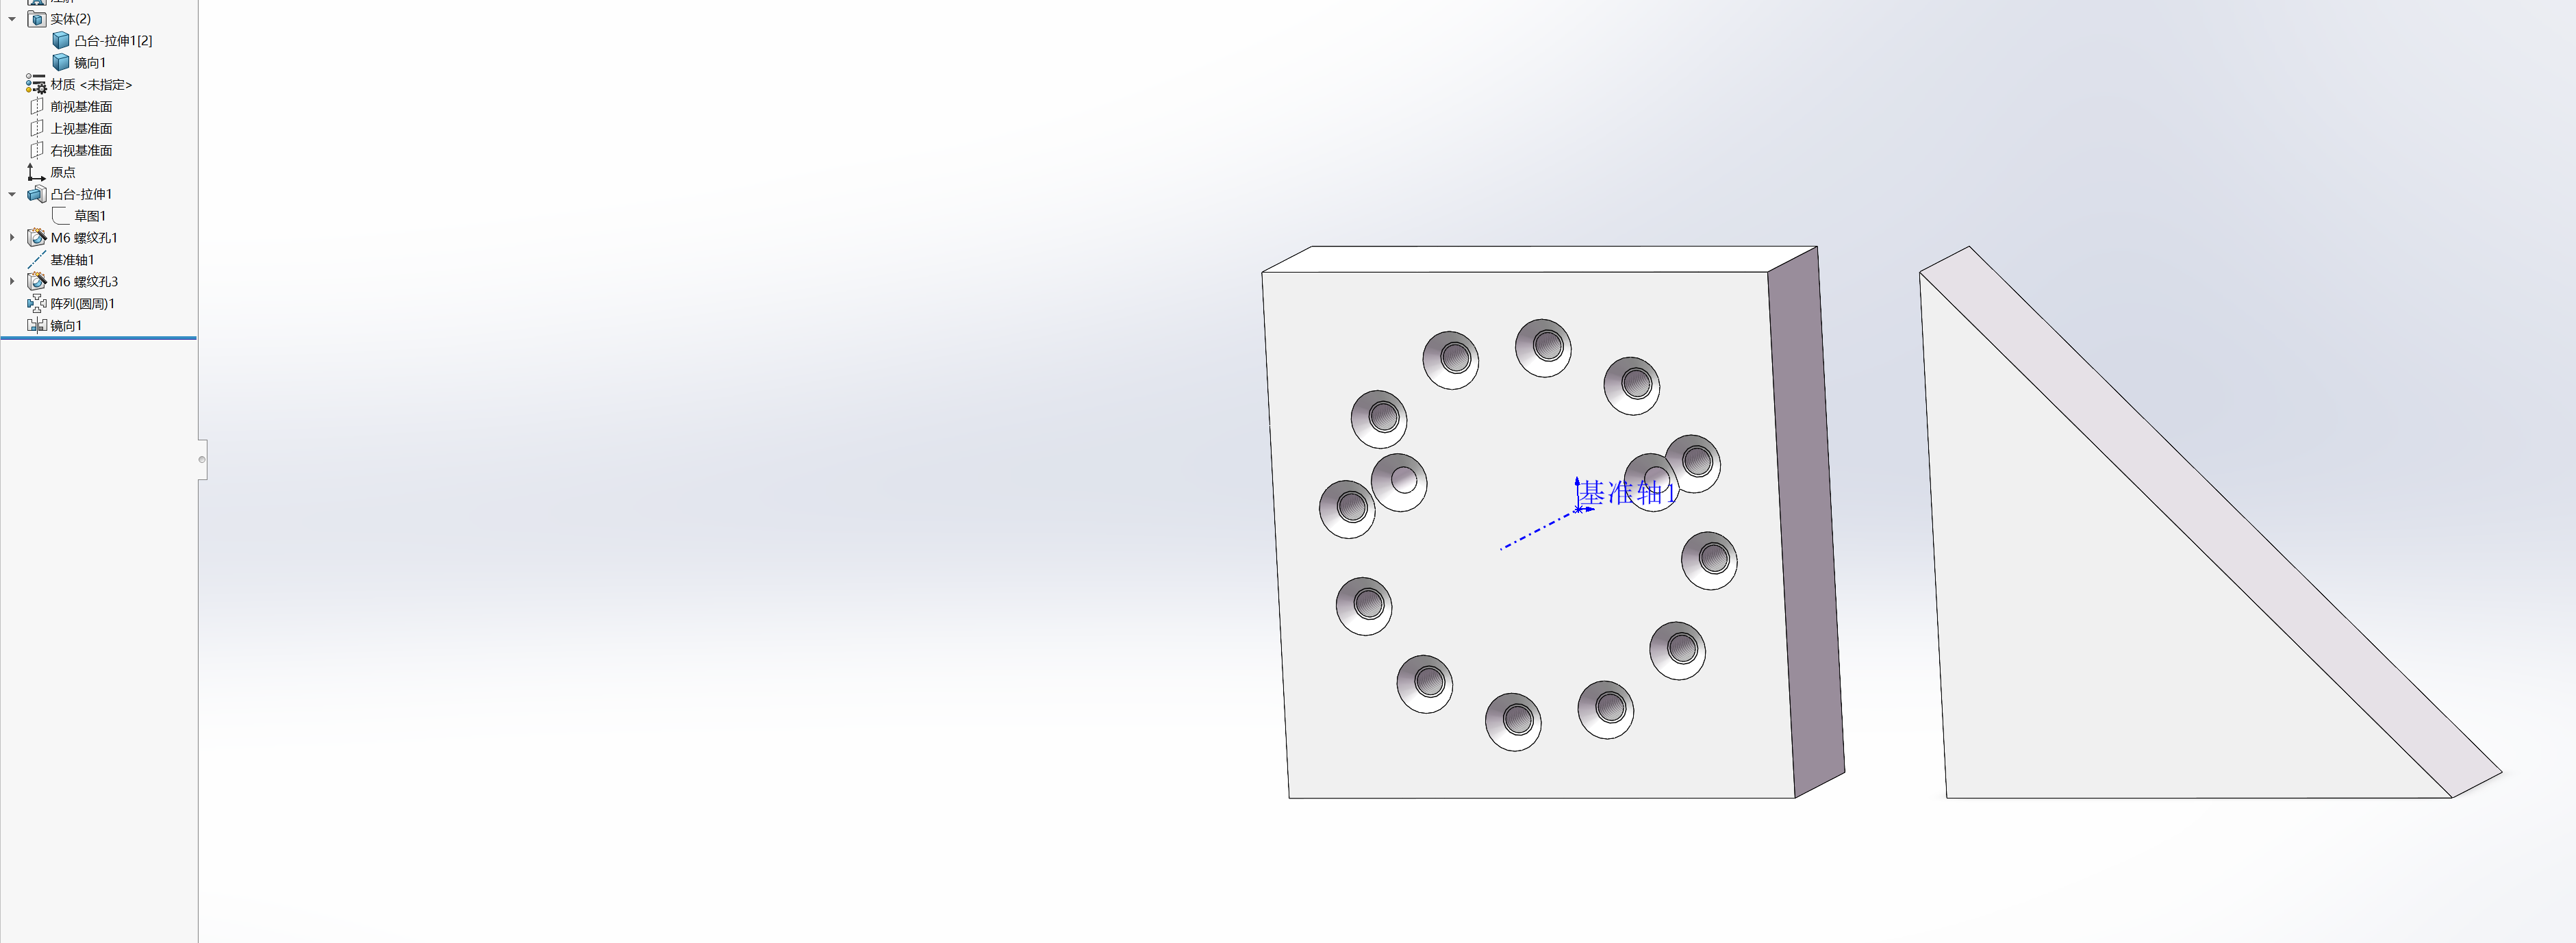 实体(2)
凸台-拉伸1[2]
镜向1
材质 <未指定>
前视基准面
上视基准面
右视基准面
原点
凸台-拉伸1
草图1
M6 螺纹孔1
基准轴1
M6 螺纹孔3
阵列(圆周)1
镜向1
基准轴1